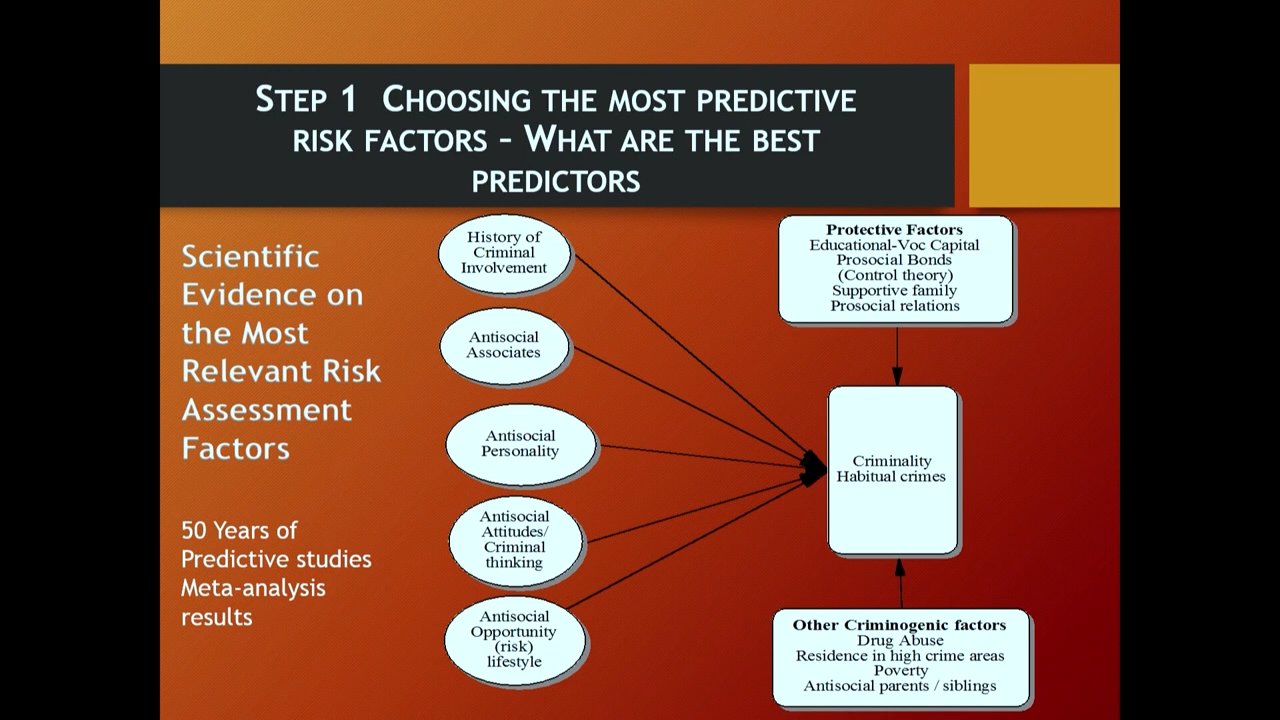 STEP 1 CHOOSING THE MOST PREDICTIVE
RISK FACTORS – WHAT ARE THE BEST
PREDICTORS
Scientific
Evidence on
the Most
Relevant Risk
Assessment
Factors
50 Years of
Predictive studies
Meta-analysis
results
History of
Criminal
Involvement
Antisocial
Associates
Antisocial
Personality
Antisocial
Attitudes/
Criminal
thinking
Antisocial
Opportunity
(risk)
lifestyle
Protective Factors
Educational-Voc Capital
Prosocial Bonds
(Control theory)
Supportive family
Prosocial relations
Criminality
Habitual crimes
Other Criminogenic factors
Drug Abuse
Residence in high crime areas
Poverty
Antisocial parents / siblings